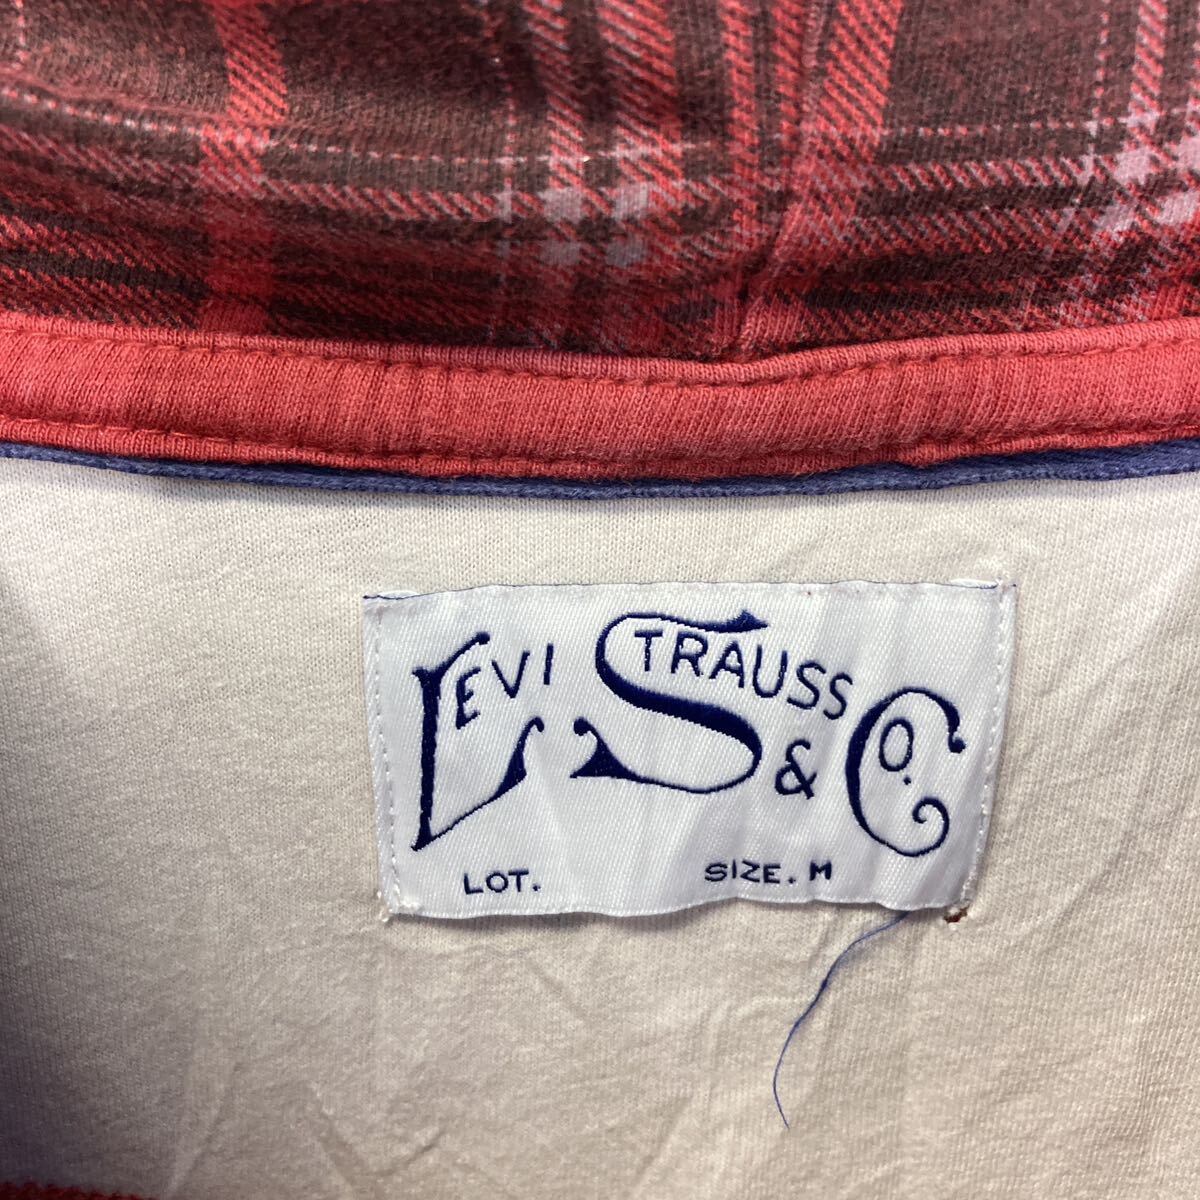 LEVI STRAUSS
& Co.
LOT. SIZE. M